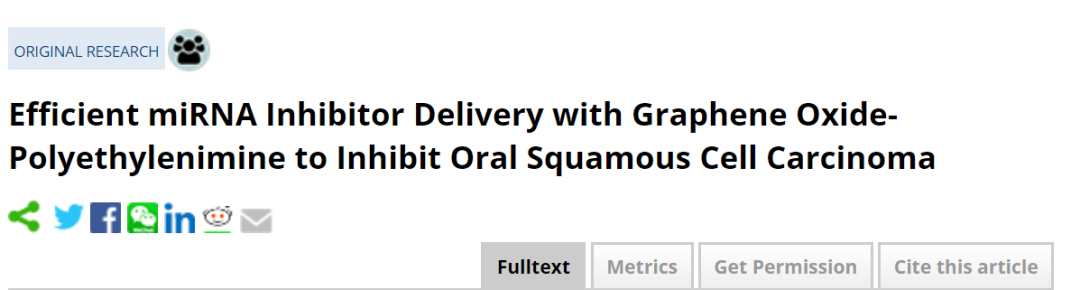 ORIGINAL RESEARCH
Efficient miRNA Inhibitor Delivery with Graphene Oxide-
Polyethylenimine to Inhibit Oral Squamous Cell Carcinoma
Fulltext Metrics Get Permission Cite this article